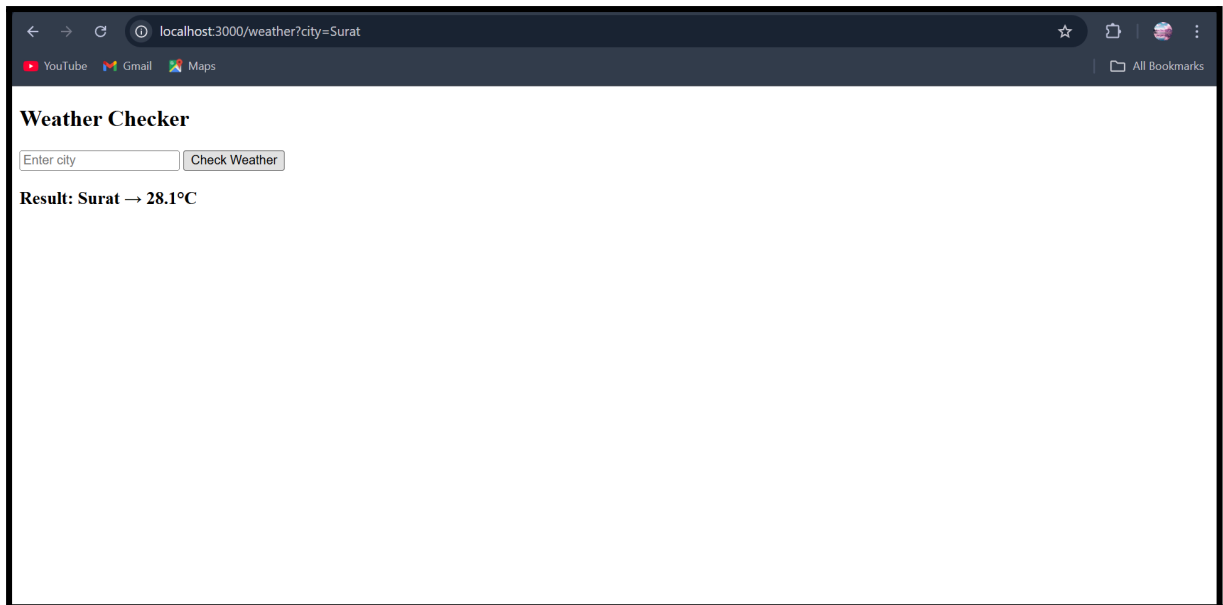 localhost:3000/weather?city=Surat
YouTube Gmail Maps All Bookmarks
Weather Checker
Enter city Check Weather
Result: Surat → 28.1°C